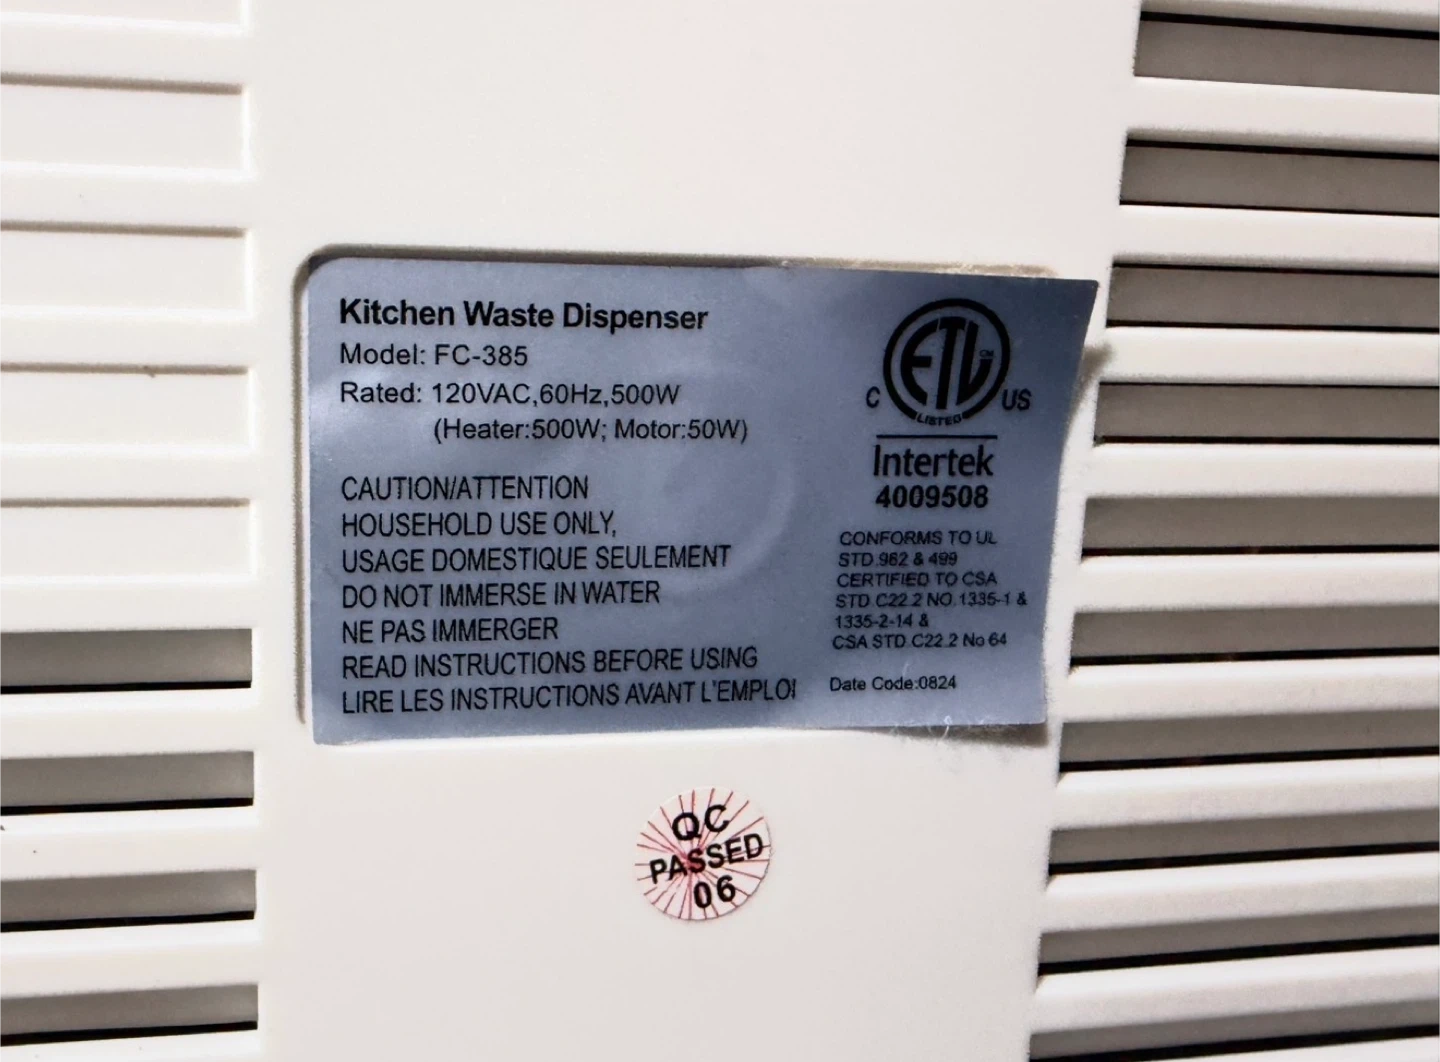 Kitchen Waste Dispenser
Model: FC-385
Rated: 120VAC,60Hz,500W
(Heater:500W; Motor:50W)
CAUTION/ATTENTION
HOUSEHOLD USE ONLY,
USAGE DOMESTIQUE SEULEMENT
DO NOT IMMERSE IN WATER
NE PAS IMMERGER
READ INSTRUCTIONS BEFORE USING
LIRE LES INSTRUCTIONS AVANT L'EMPLOI
ETL CM
C US
LISTED
Intertek
4009508
CONFORMS TO UL
STD.982 & 499
CERTIFIED TO CSA
STD C22.2 NO.1335-1 &
1335-2-14 &
CSA STD C22.2 No 64
Date Code:0824
QC
PASSED
06